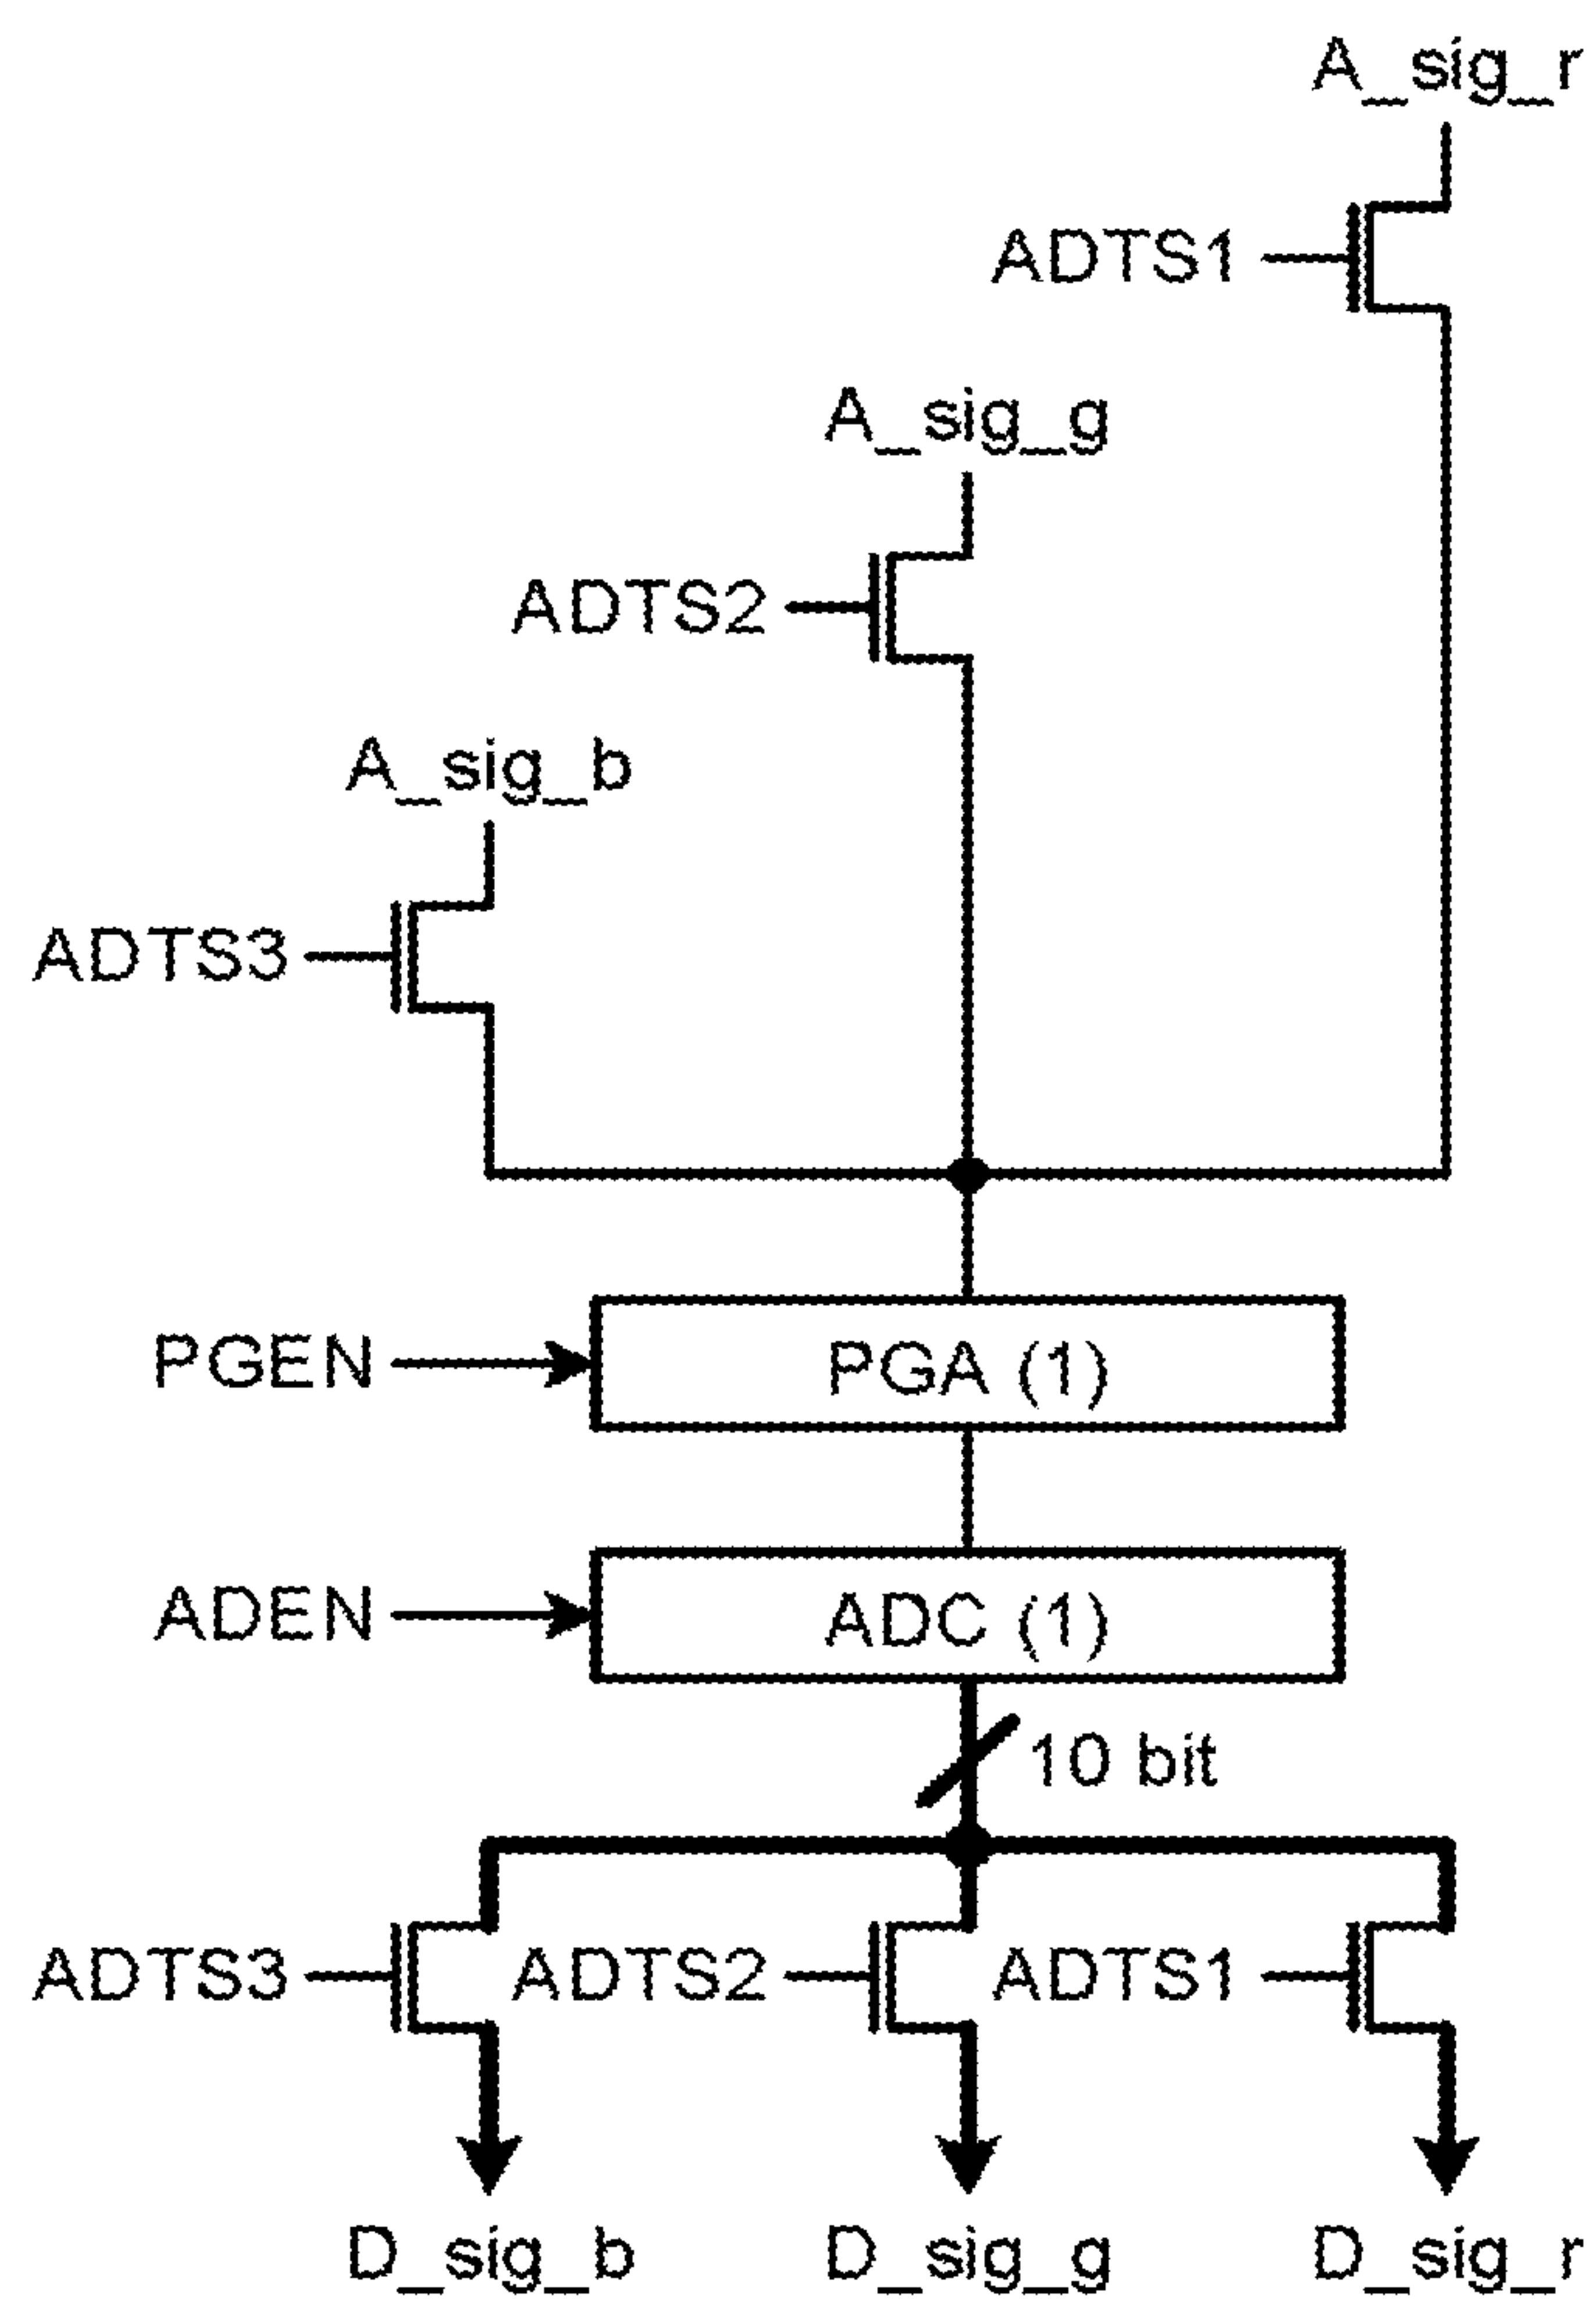 A_sig_r
ADTS1
A_sig_g
ADTS2
A_sig_b
ADTS3
PGEN
PGA (1)
ADEN
ADC (1)
10 bit
ADTS3
ADTS2
ADTS1
D_sig_b
D_sig_g
D_sig_r